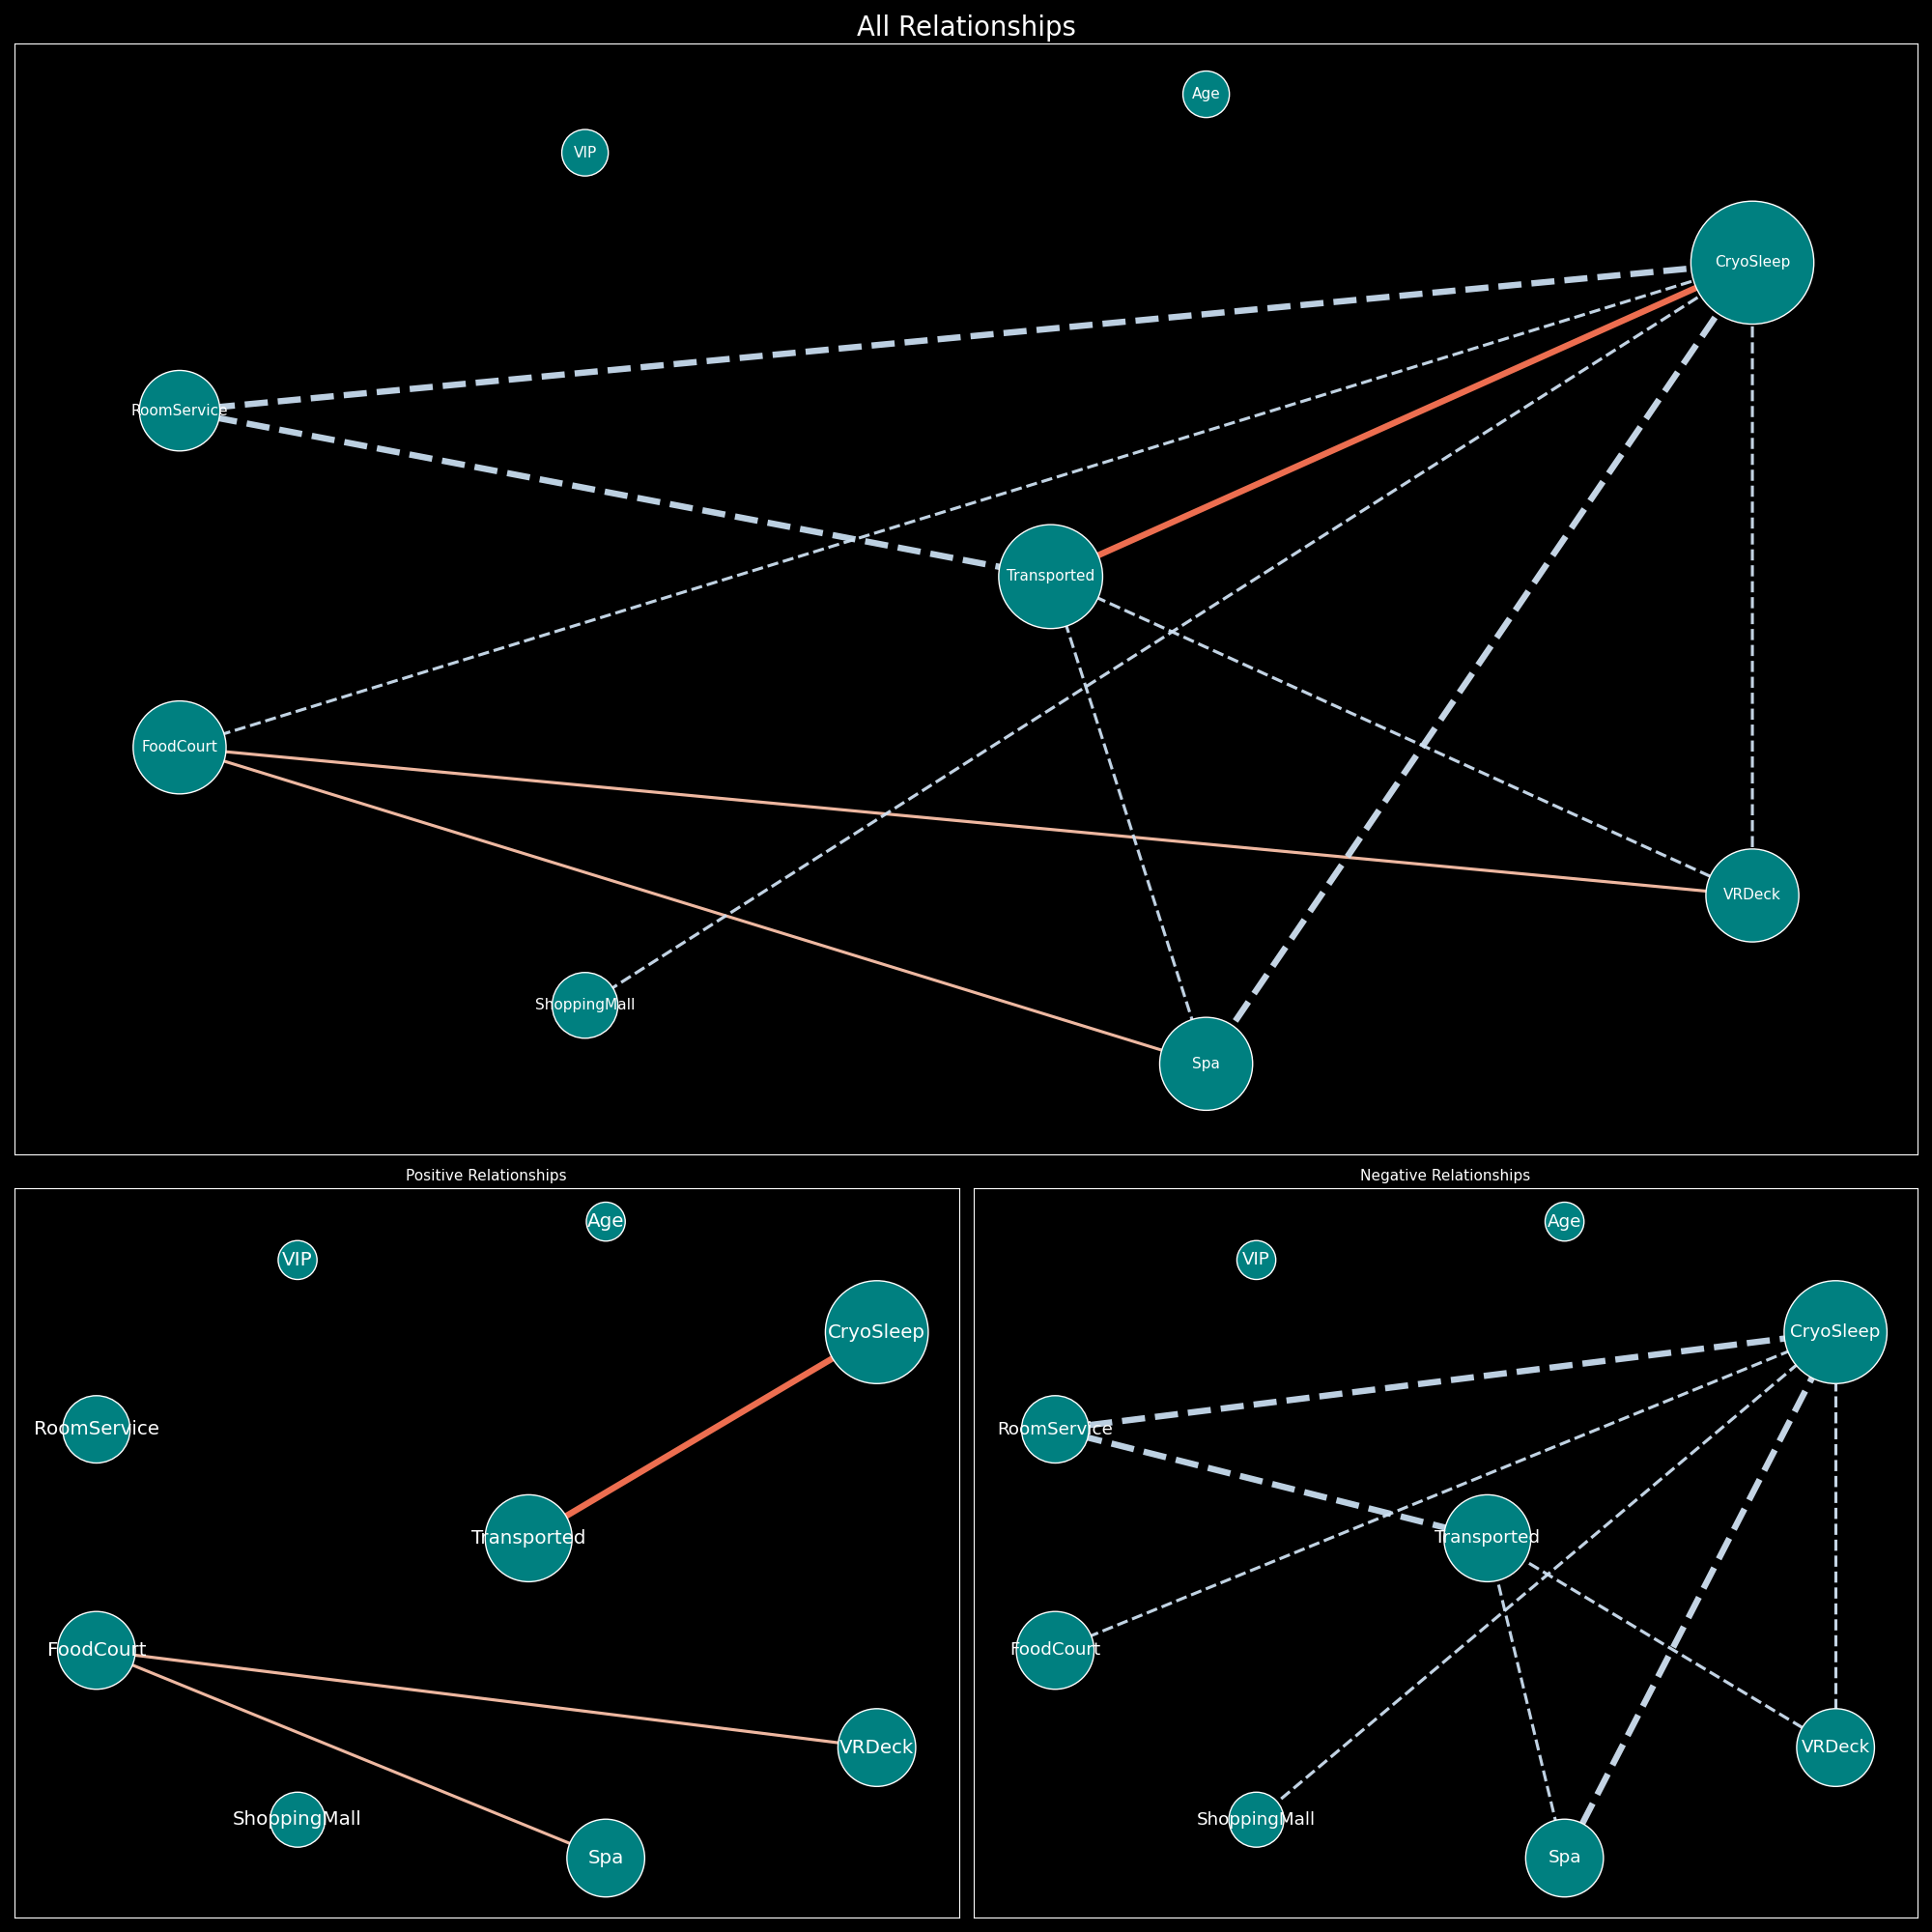 All Relationships
Age
VIP
CryoSleep
RoomService
Transported
FoodCourt
VRDeck
ShoppingMall
Spa
Positive Relationships
Age
VIP
CryoSleep
RoomService
Transported
FoodCourt
VRDeck
ShoppingMall
Spa
Negative Relationships
Age
VIP
CryoSleep
RoomService
Transported
FoodCourt
VRDeck
ShoppingMall
Spa